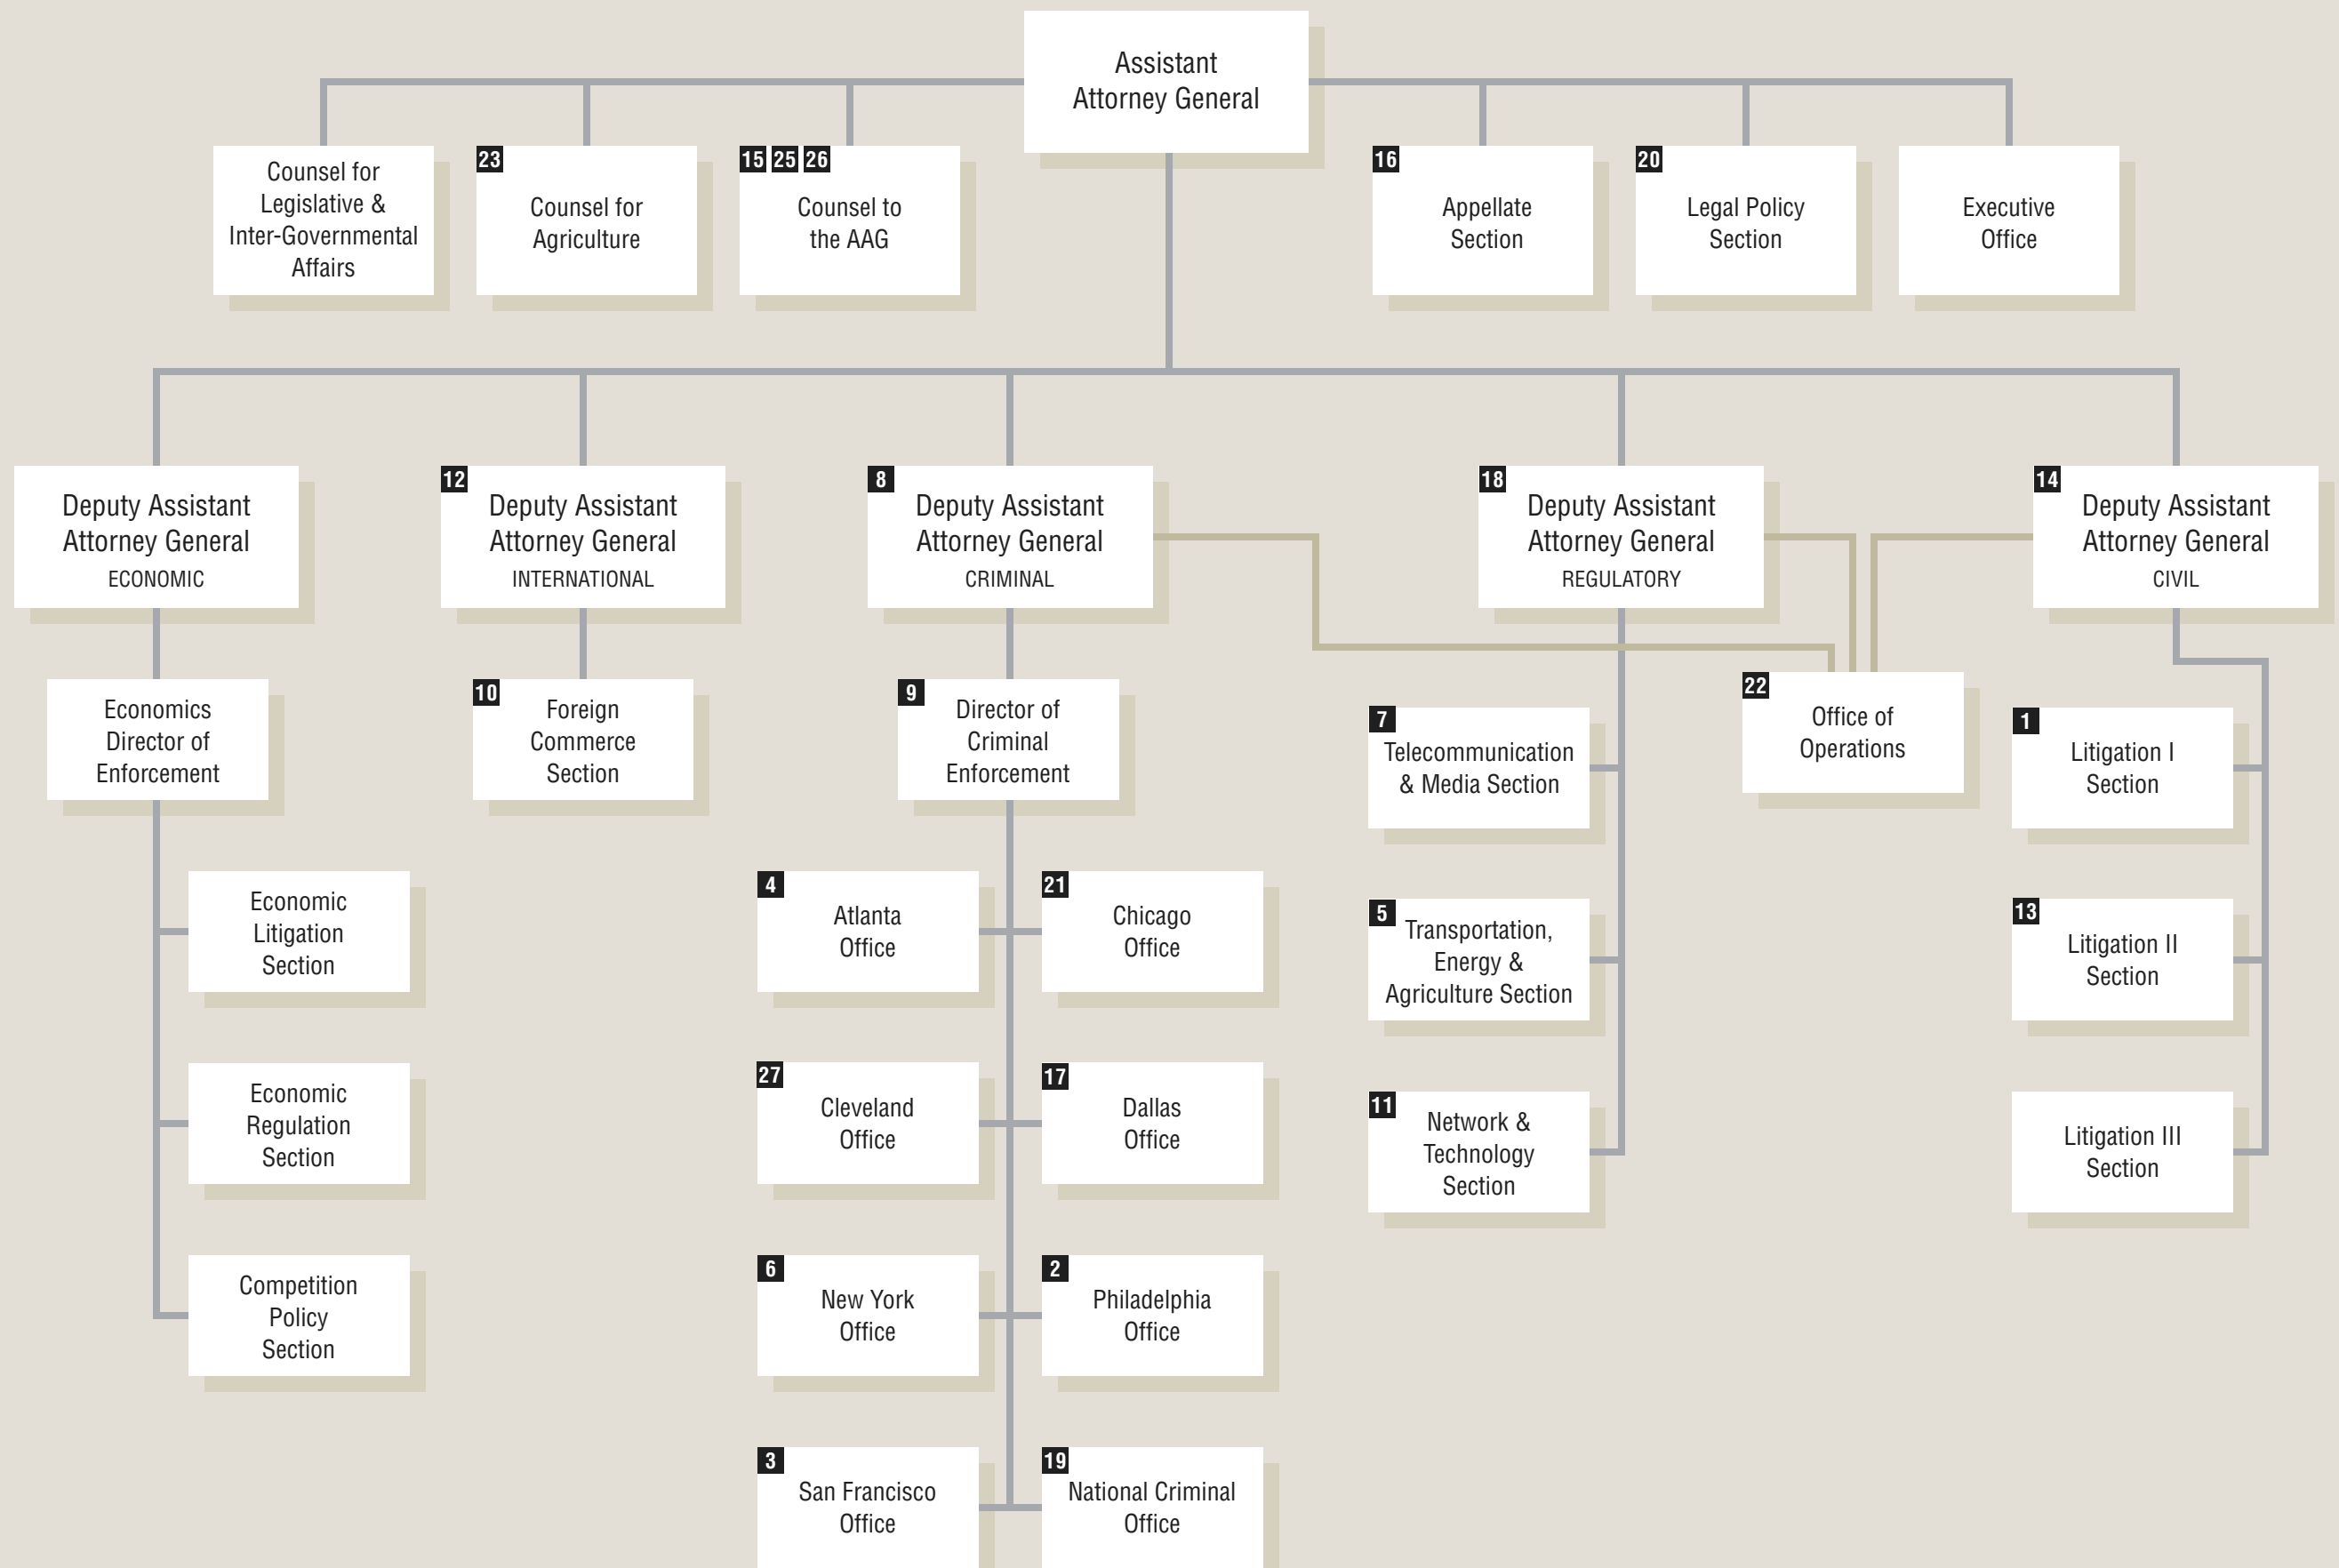 Assistant
Attorney General
Counsel for
Legislative &
Inter-Governmental
Affairs
23
Counsel for
Agriculture
15 25 26
Counsel to
the AAG
16
Appellate
Section
20
Legal Policy
Section
Executive
Office
Deputy Assistant
Attorney General
ECONOMIC
12
Deputy Assistant
Attorney General
INTERNATIONAL
8
Deputy Assistant
Attorney General
CRIMINAL
18
Deputy Assistant
Attorney General
REGULATORY
14
Deputy Assistant
Attorney General
CIVIL
Economics
Director of
Enforcement
10
Foreign
Commerce
Section
9
Director of
Criminal
Enforcement
7
Telecommunication
& Media Section
22
Office of
Operations
1
Litigation I
Section
Economic
Litigation
Section
4
Atlanta
Office
21
Chicago
Office
5
Transportation,
Energy &
Agriculture Section
13
Litigation II
Section
Economic
Regulation
Section
27
Cleveland
Office
17
Dallas
Office
11
Network &
Technology
Section
Litigation III
Section
Competition
Policy
Section
6
New York
Office
2
Philadelphia
Office
3
San Francisco
Office
19
National Criminal
Office